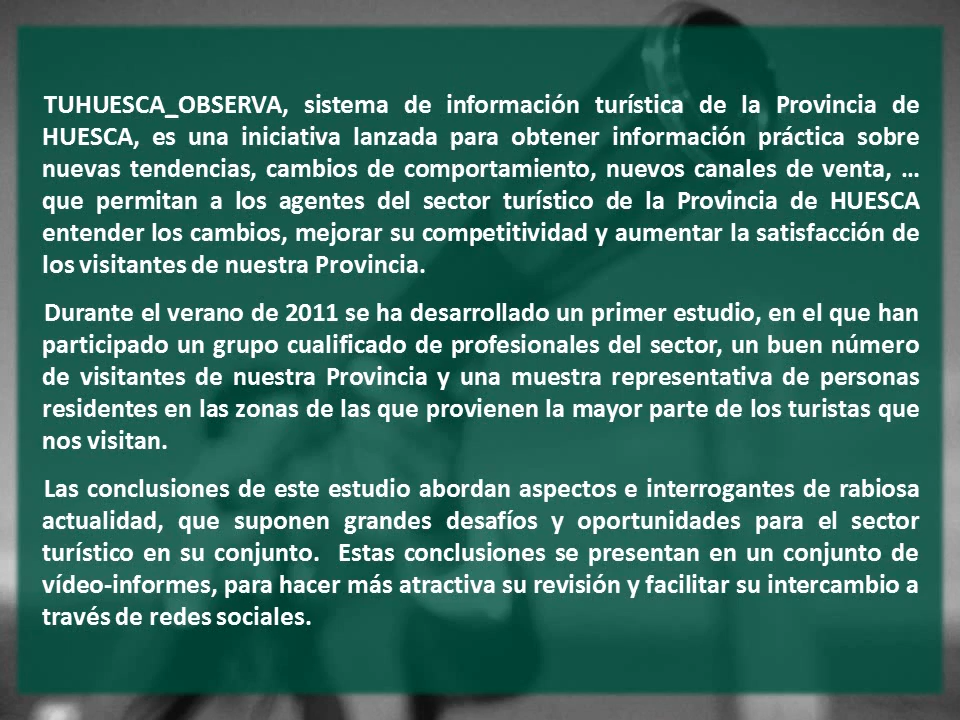 TUHUESCA_OBSERVA, sistema de información turística de la Provincia de
HUESCA, es una iniciativa lanzada para obtener información práctica sobre
nuevas tendencias, cambios de comportamiento, nuevos canales de venta, …
que permitan a los agentes del sector turístico de la Provincia de HUESCA
entender los cambios, mejorar su competitividad y aumentar la satisfacción de
los visitantes de nuestra Provincia.
Durante el verano de 2011 se ha desarrollado un primer estudio, en el que han
participado un grupo cualificado de profesionales del sector, un buen número
de visitantes de nuestra Provincia y una muestra representativa de personas
residentes en las zonas de las que provienen la mayor parte de los turistas que
nos visitan.
Las conclusiones de este estudio abordan aspectos e interrogantes de rabiosa
actualidad, que suponen grandes desafíos y oportunidades para el sector
turístico en su conjunto.  Estas conclusiones se presentan en un conjunto de
vídeo-informes, para hacer más atractiva su revisión y facilitar su intercambio a
través de redes sociales.